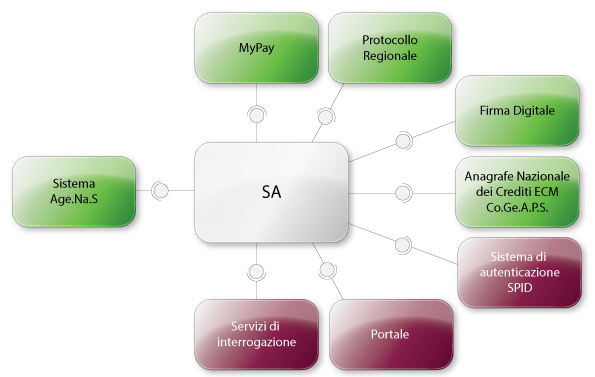 MyPay
Protocollo
Regionale
Firma Digitale
Sistema
Age.Na.S
SA
Anagrafe Nazionale
dei Crediti ECM
Co.Ge.A.P.S.
Sistema di
autenticazione
SPID
Servizi di
interrogazione
Portale